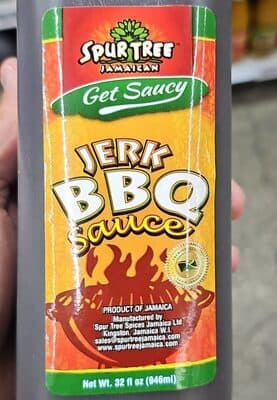 SPUR TREE
JAMAICAN
Get Saucy
JERK
BBQ
sauce
PRODUCT OF JAMAICA
Manufactured by
Spur Tree Spices Jamaica Ltd
Kingston, Jamaica W.I.
sales@spurtreejamaica.com
www.spurtreejamaica.com
Net Wt. 32 fl oz (946ml)